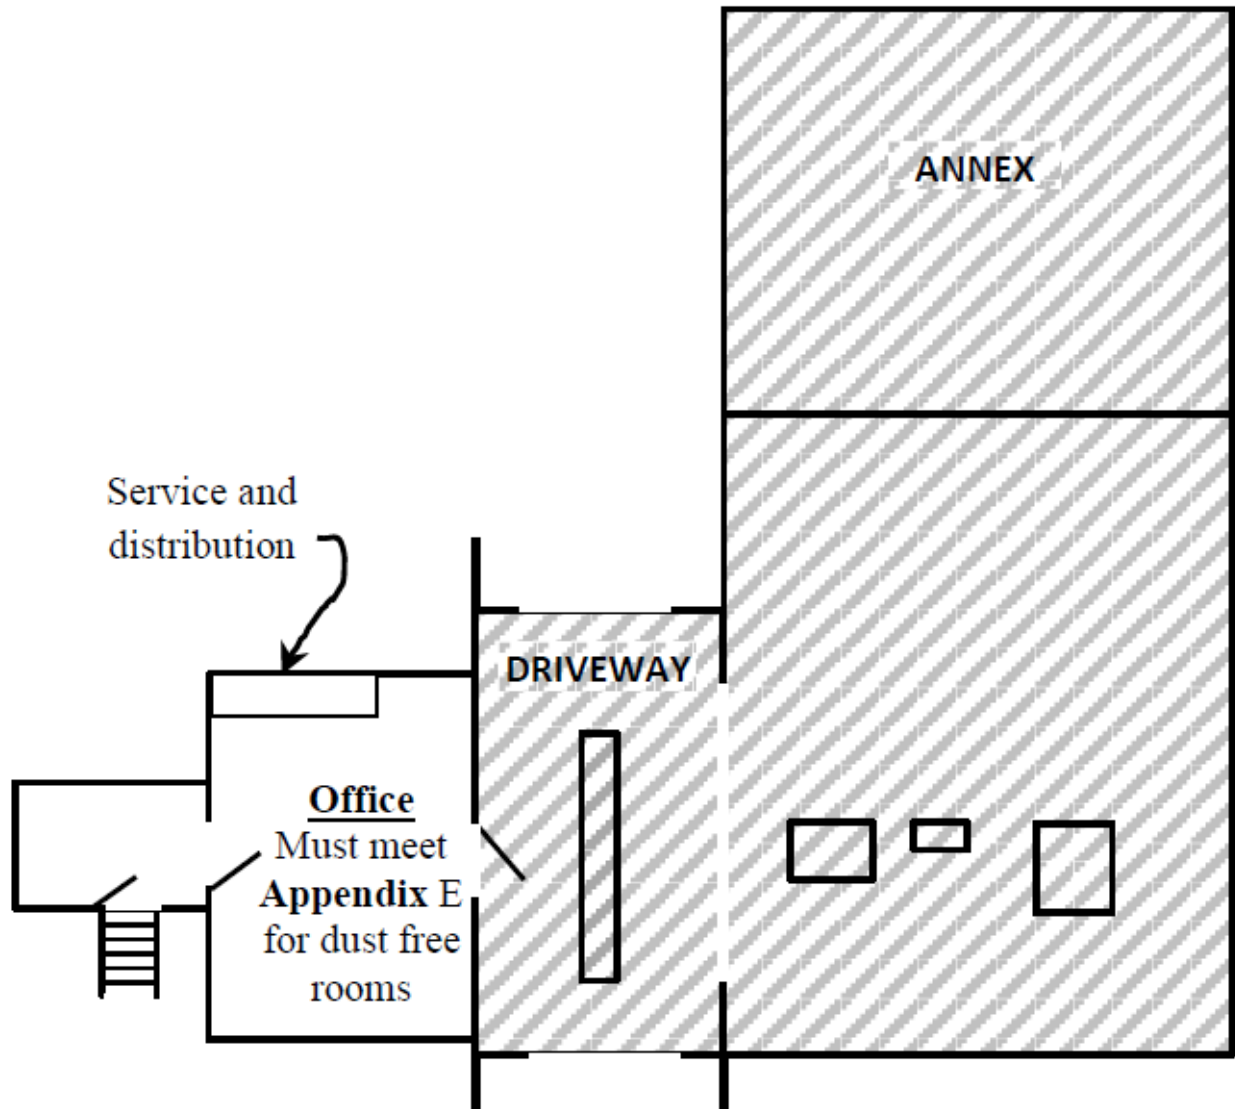 ANNEX
Service and
distribution
DRIVEWAY
Office
Must meet
Appendix E
for dust free
rooms